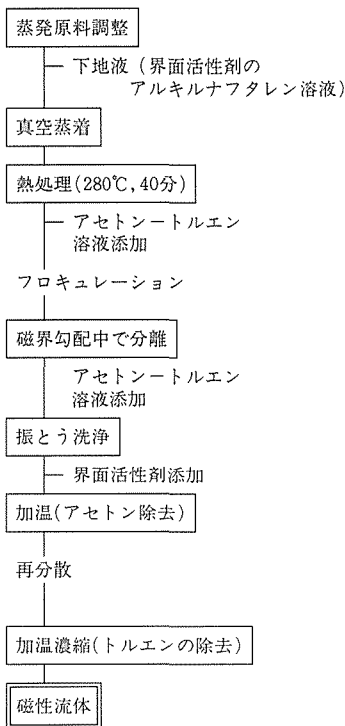 蒸発原料調整
下地液（界面活性剤の
アルキルナフタレン溶液）
真空蒸着
熱処理(280℃, 40分)
アセトンートルエン
溶液添加
フロキュレーション
磁界勾配中で分離
アセトンートルエン
溶液添加
振とう洗浄
界面活性剤添加
加温(アセトン除去)
再分散
加温濃縮(トルエンの除去)
磁性流体